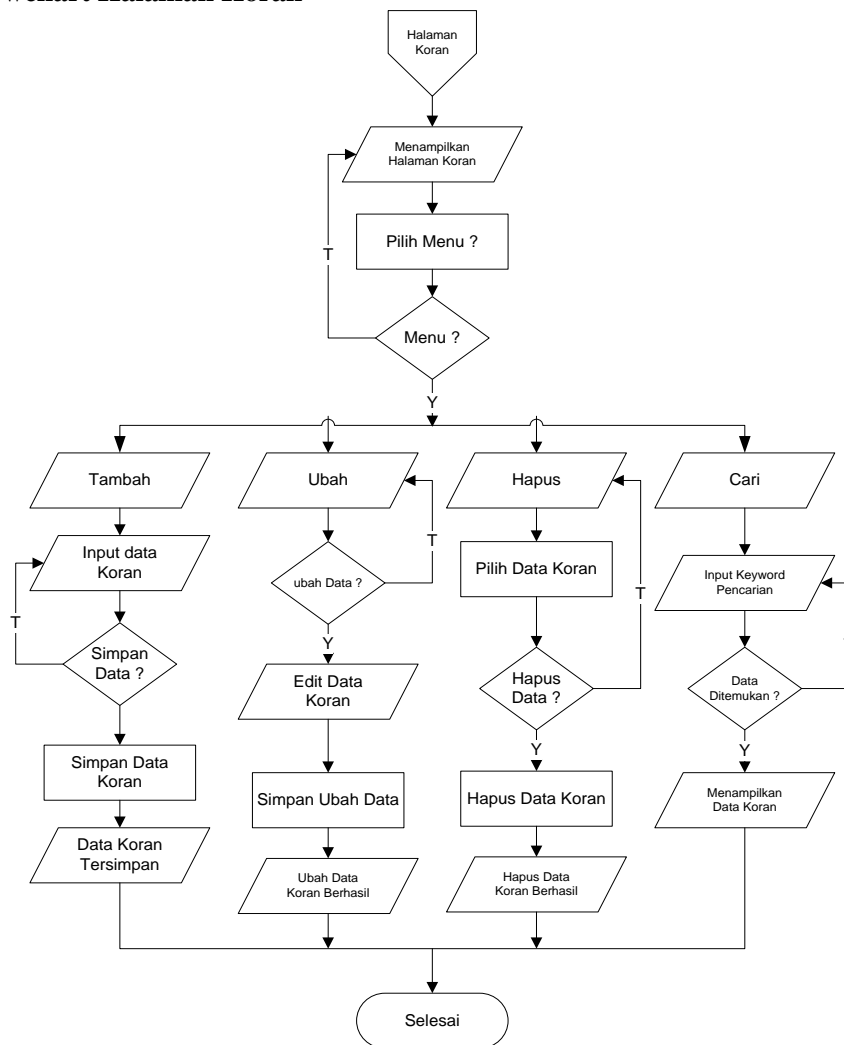 Halaman
Koran
Menampilkan
Halaman Koran
Pilih Menu ?
T
Menu ?
Y
Tambah
Input data
Koran
T
Simpan
Data ?
Simpan Data
Koran
Data Koran
Tersimpan
Ubah
T
ubah Data ?
Y
Edit Data
Koran
Simpan Ubah Data
Ubah Data
Koran Berhasil
Hapus
Pilih Data Koran
T
Hapus
Data ?
Y
Hapus Data Koran
Hapus Data
Koran Berhasil
Cari
Input Keyword
Pencarian
Data
Ditemukan ?
Y
Menampilkan
Data Koran
Selesai